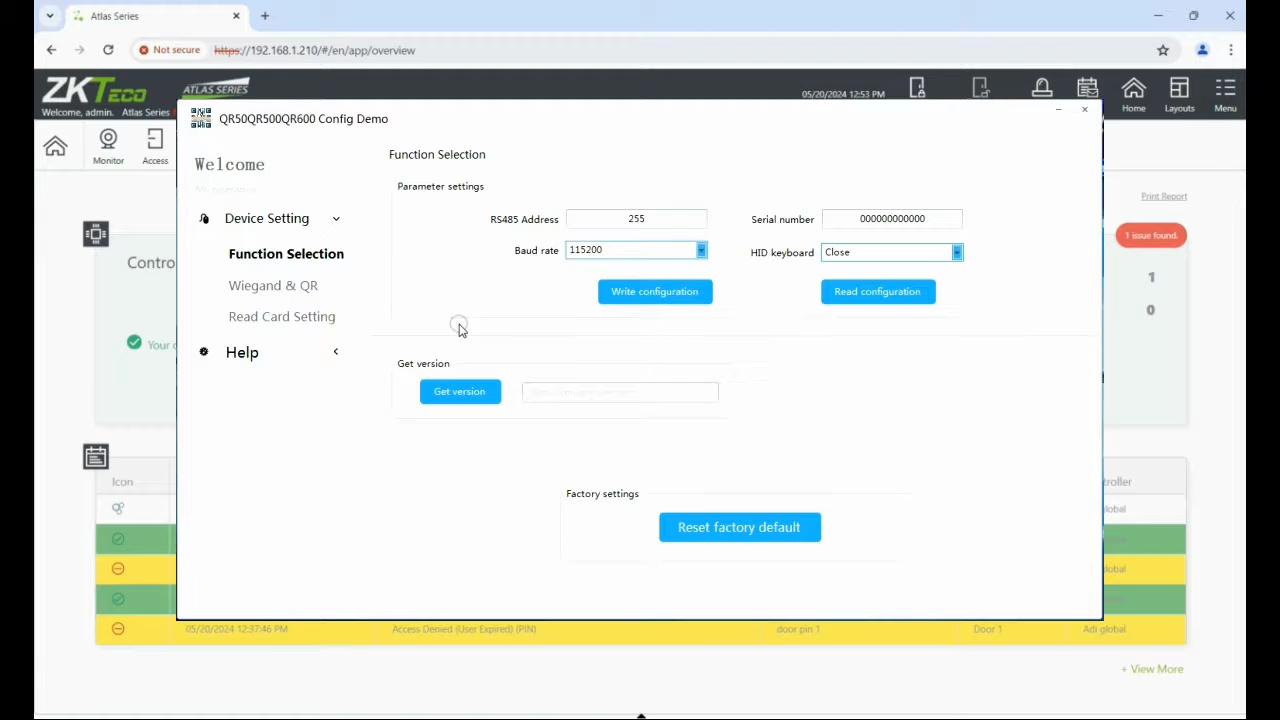 Atlas Series
Not secure https://192.168.1.210/#/en/app/overview
ZKTeco ATLAS SERIES
Welcome, admin. Atlas Series
05/20/2024 12:53 PM
Home Layouts Menu
Monitor Access
Print Report
1 issue found.
Contro
1
0
Your c
QR50QR500QR600 Config Demo
Welcome
Device Setting
Function Selection
Wiegand & QR
Read Card Setting
Help
Function Selection
Parameter settings
RS485 Address 255 Serial number 000000000000
Baud rate 115200 HID keyboard Close
Write configuration Read configuration
Get version
Get version
Factory settings
Reset factory default
Icon troller
lobal
lobal
05/20/2024 12:37:46 PM Access Denied (User Expired) (PIN) door pin 1 Door 1 Adi global
+ View More